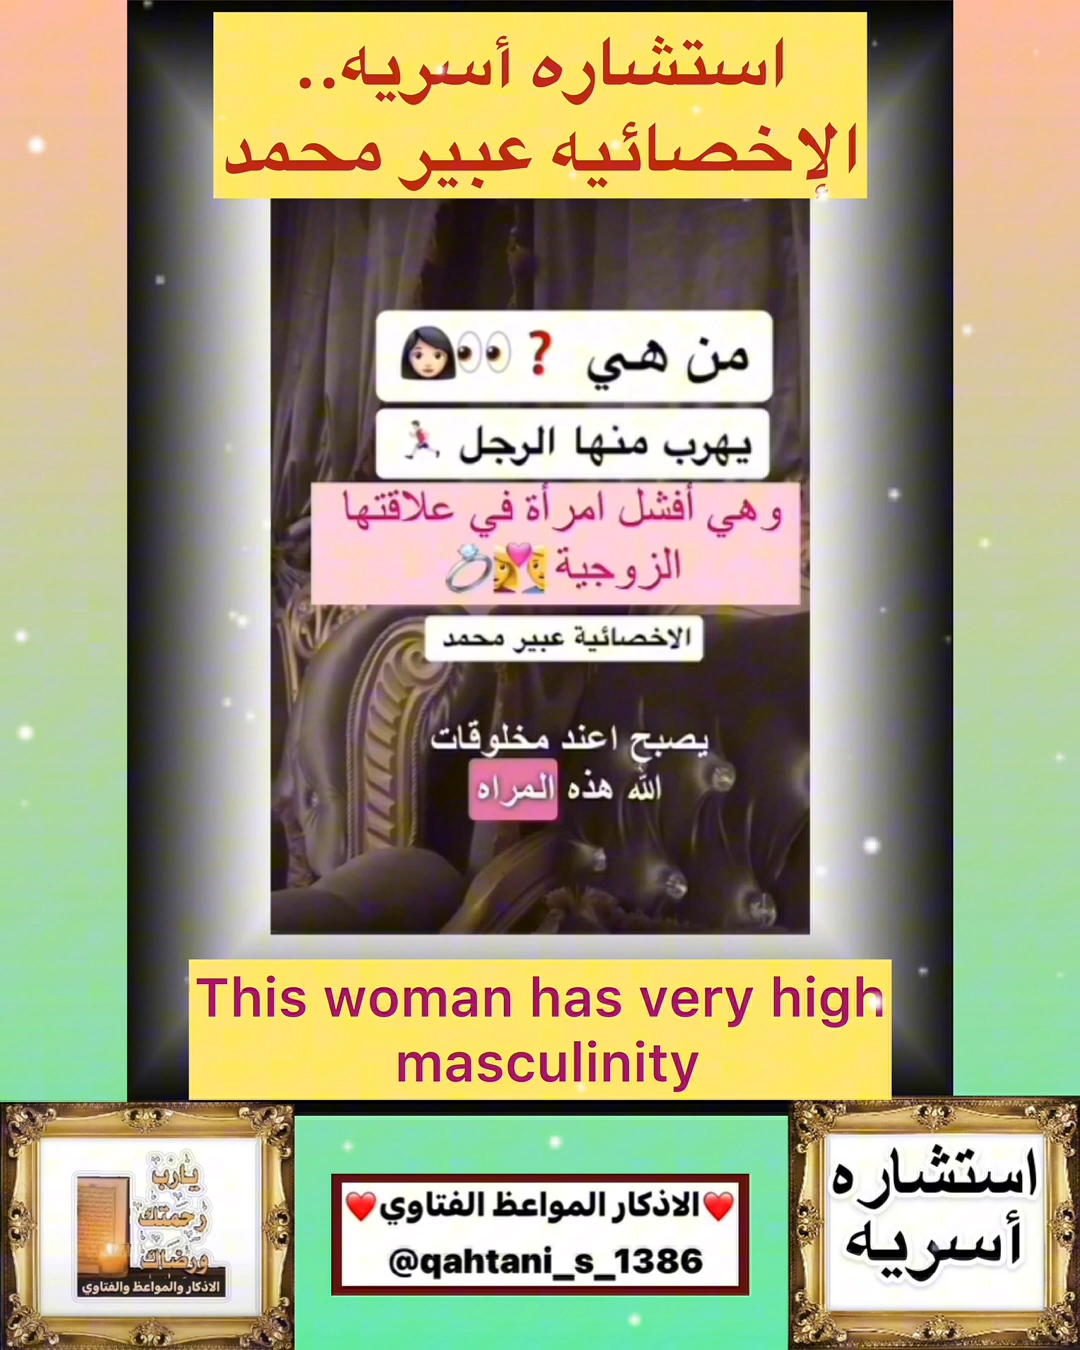 استشاره أسريه..
الإخصائيه عبير محمد
من هي ❓👀👩🏻
يهرب منها الرجل 🏃🏻
وهي أفشل امرأة في علاقتها
الزوجية 💏💍
الاخصائية عبير محمد
يصبح اعند مخلوقات
الله هذه المراه
This woman has very high
masculinity
يارب
رحمتك
ورضاك
الاذكار والمواعظ والفتاوي
❤️الاذكار المواعظ الفتاوي❤️
@qahtani_s_1386
استشاره
أسريه